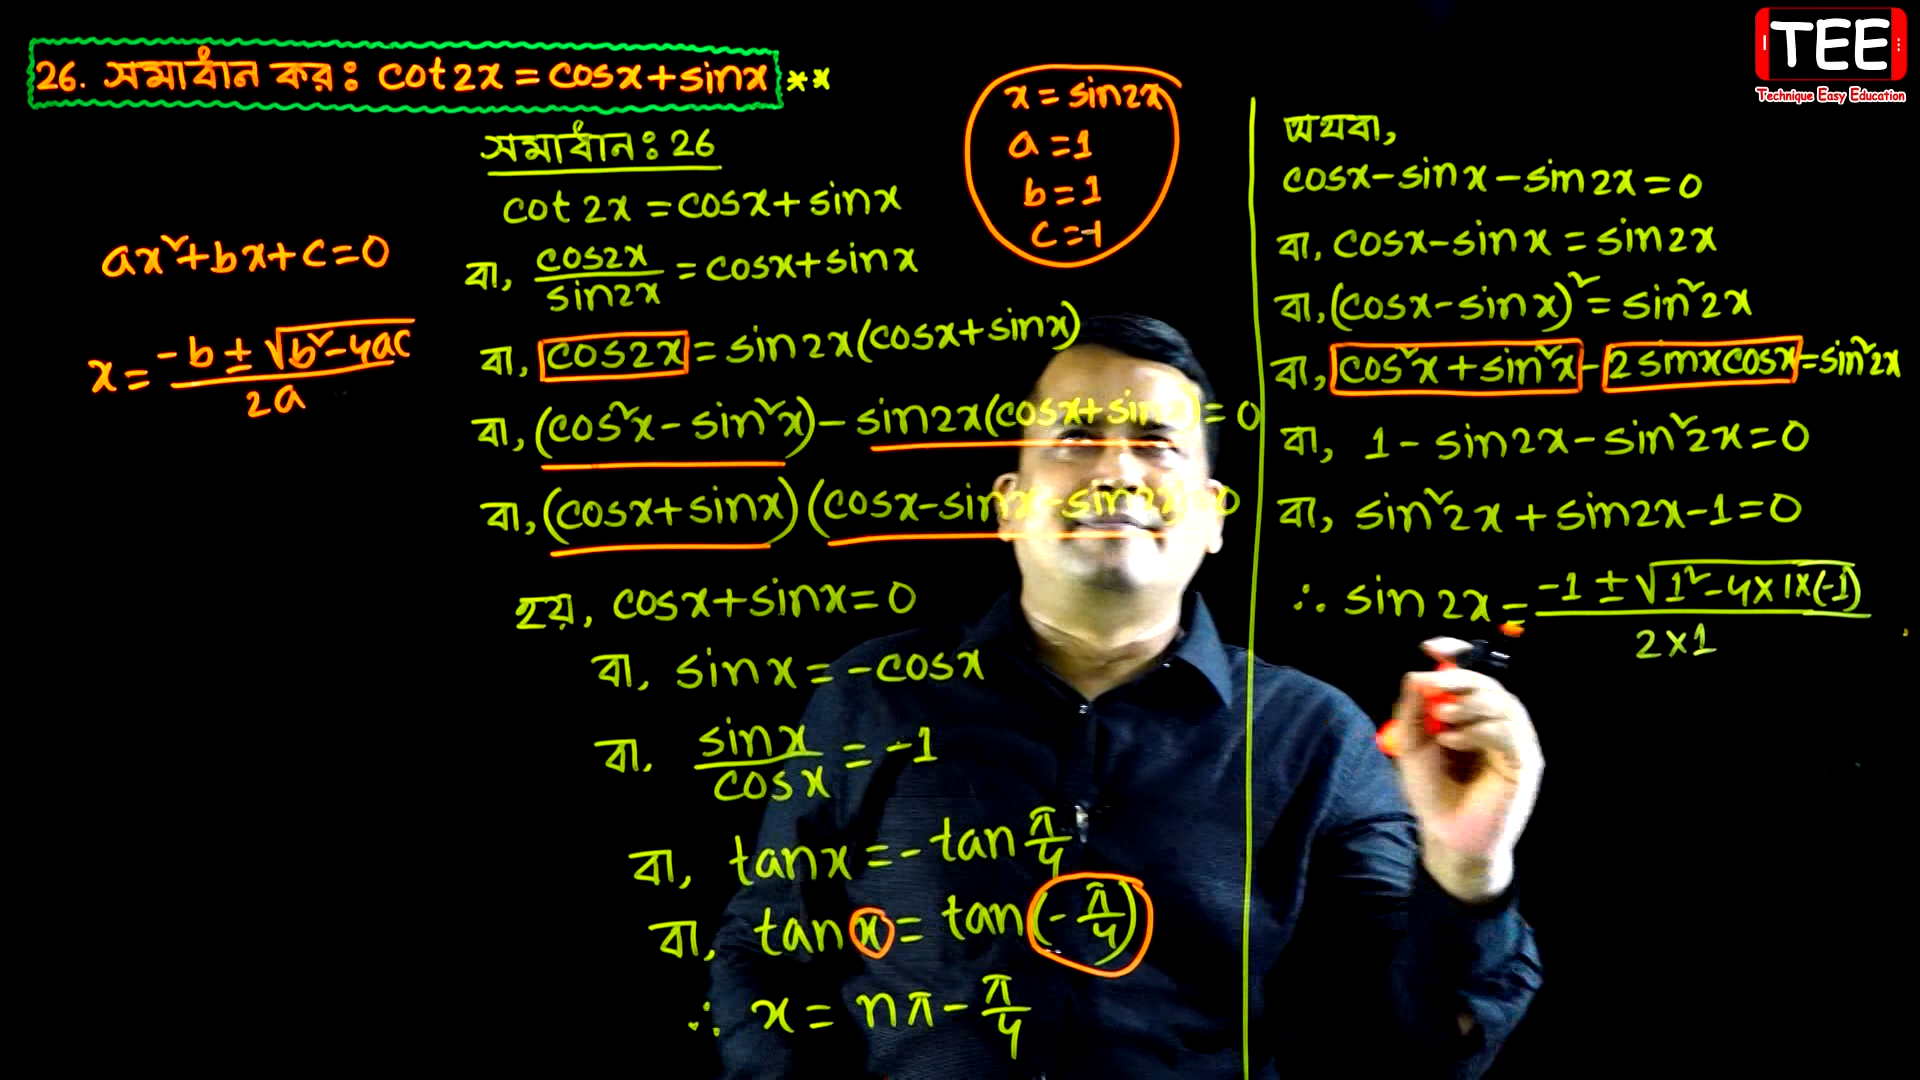 TEE
Technique Easy Education
26. সমাধান কর: cot2x = cosx + sinx **
সমাধান: 26
cot 2x = cosx + sinx
বা, cos2x/sin2x = cosx + sinx
বা, cos2x = sin2x(cosx + sinx)
বা, (cos²x - sin²x) - sin2x(cosx + sinx) = 0
বা, (cosx + sinx) (cosx - sinx - sin2x) = 0
হয়, cosx + sinx = 0
বা, sinx = -cosx
বা, sinx/cosx = -1
বা, tanx = - tan π/4
বা, tanx = tan(-π/4)
∴ x = nπ - π/4
ax² + bx + c = 0
x = (-b ± √(b² - 4ac))/2a
x = sin2x
a = 1
b = 1
c = -1
অথবা,
cosx - sinx - sin2x = 0
বা, cosx - sinx = sin2x
বা, (cosx - sinx)² = sin²2x
বা, cos²x + sin²x - 2sinxcosx = sin²2x
বা, 1 - sin2x - sin²2x = 0
বা, sin²2x + sin2x - 1 = 0
∴ sin2x = (-1 ± √(1² - 4×1×(-1)))/(2×1)